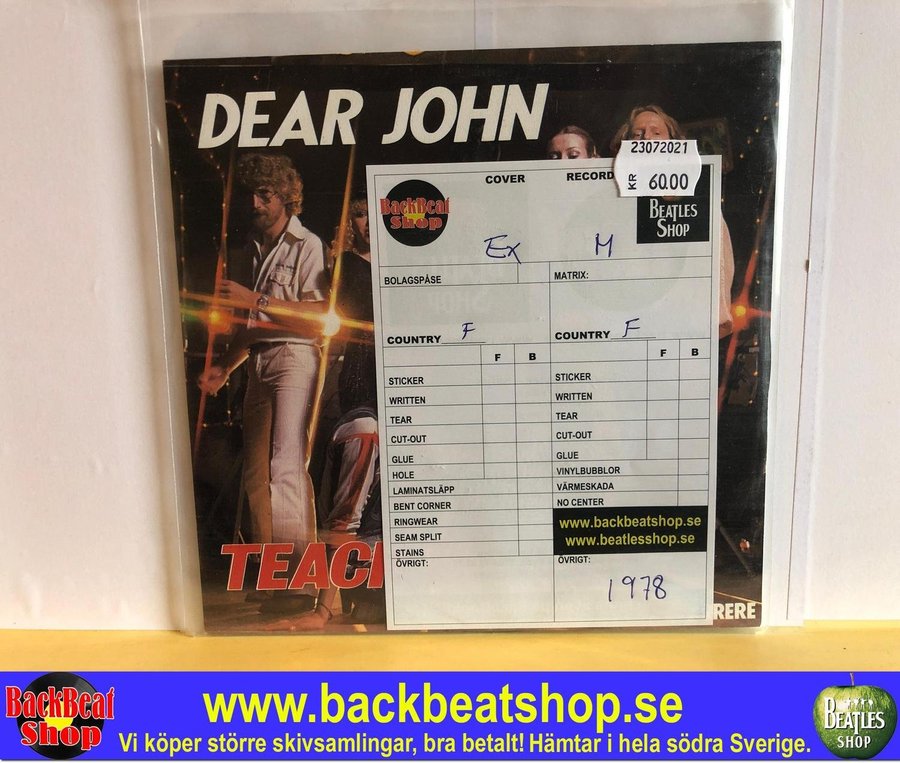 DEAR JOHN
23072021
KR 60.00
COVER RECORD
BackBeat Shop
BEATLES SHOP
Ex M
BOLAGSPÅSE MATRIX:
COUNTRY F COUNTRY F
F B F B
STICKER STICKER
WRITTEN WRITTEN
TEAR TEAR
CUT-OUT CUT-OUT
GLUE GLUE
HOLE VINYLBUBBLOR
LAMINATSLÄPP VÄRMESKADA
BENT CORNER NO CENTER
RINGWEAR www.backbeatshop.se
SEAM SPLIT www.beatlesshop.se
STAINS
ÖVRIGT: ÖVRIGT:
1978
TEAC
RERE
BackBeat Shop
www.backbeatshop.se
Vi köper större skivsamlingar, bra betalt! Hämtar i hela södra Sverige.
BEATLES SHOP